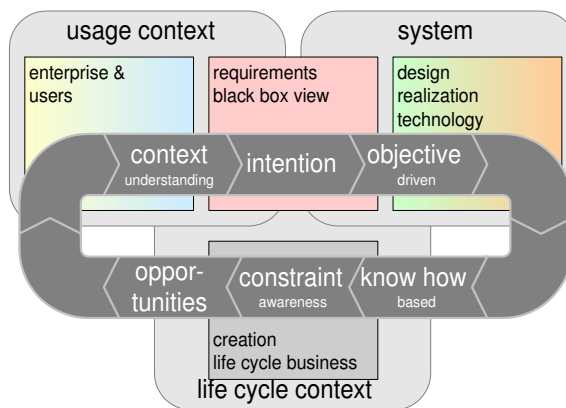 usage context
system
enterprise &
users
requirements
black box view
design
realization
technology
context
understanding
intention
objective
driven
oppor-
tunities
constraint
awareness
know how
based
creation
life cycle business
life cycle context